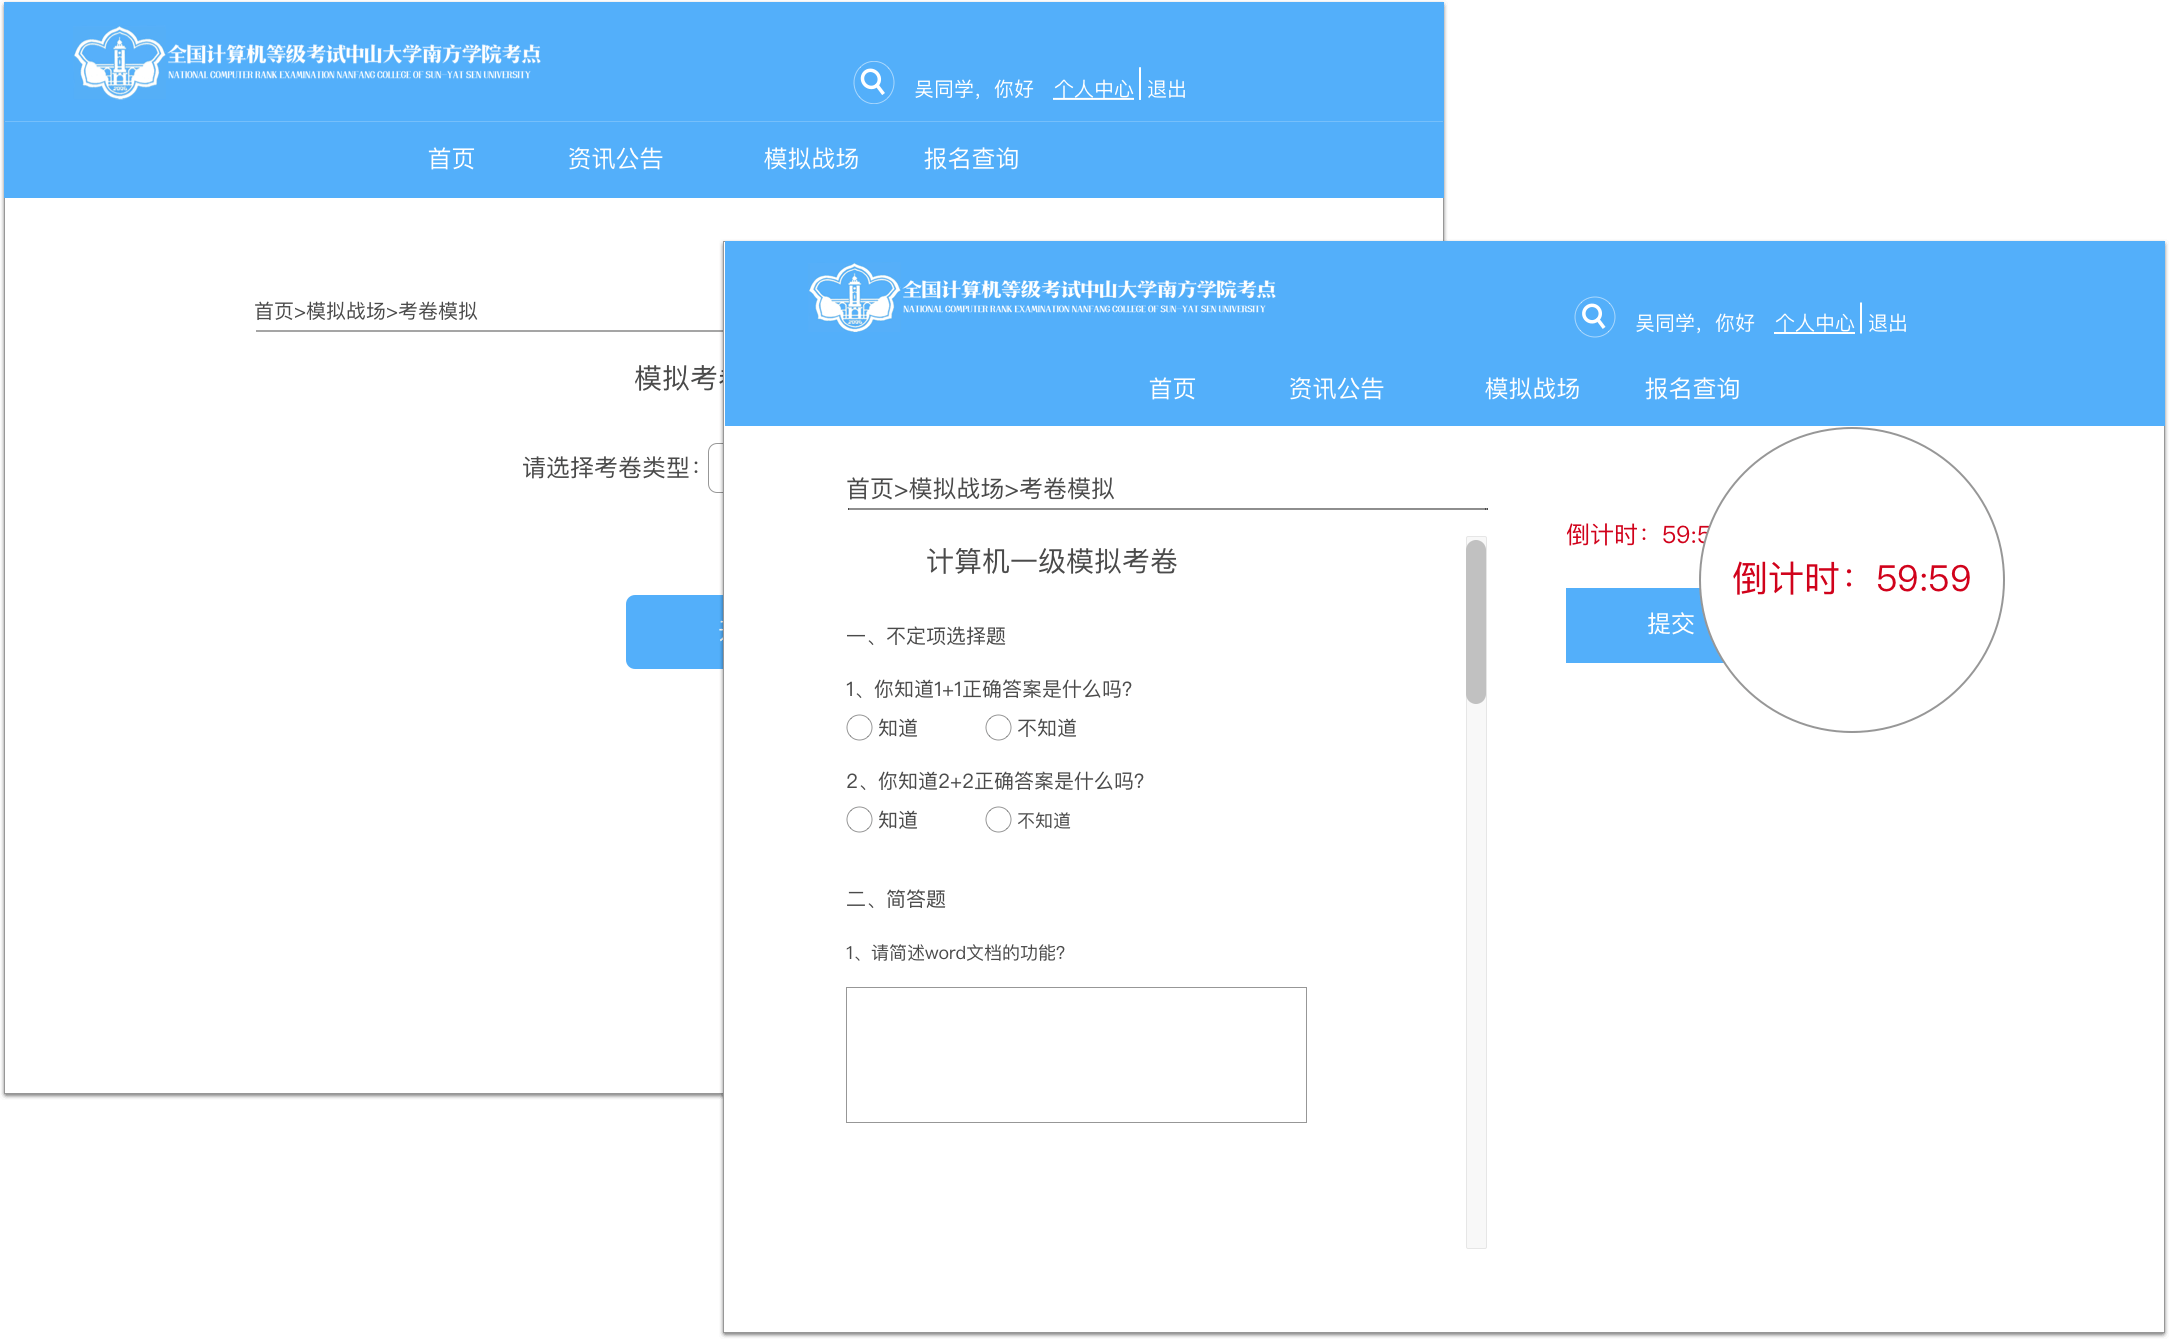 全国计算机等级考试中山大学南方学院考点
NATIONAL COMPUTER RANK EXAMINATION NANFANG COLLEGE OF SUN-YAT SEN UNIVERSITY
吴同学，你好 个人中心 退出
首页 资讯公告 模拟战场 报名查询
首页>模拟战场>考卷模拟
模拟考
请选择考卷类型：
全国计算机等级考试中山大学南方学院考点
NATIONAL COMPUTER RANK EXAMINATION NANFANG COLLEGE OF SUN-YAT SEN UNIVERSITY
吴同学，你好 个人中心 退出
首页 资讯公告 模拟战场 报名查询
首页>模拟战场>考卷模拟
计算机一级模拟考卷
一、不定项选择题
1、你知道1+1正确答案是什么吗？
知道 不知道
2、你知道2+2正确答案是什么吗？
知道 不知道
二、简答题
1、请简述word文档的功能？
倒计时：59:5
倒计时：59:59
提交